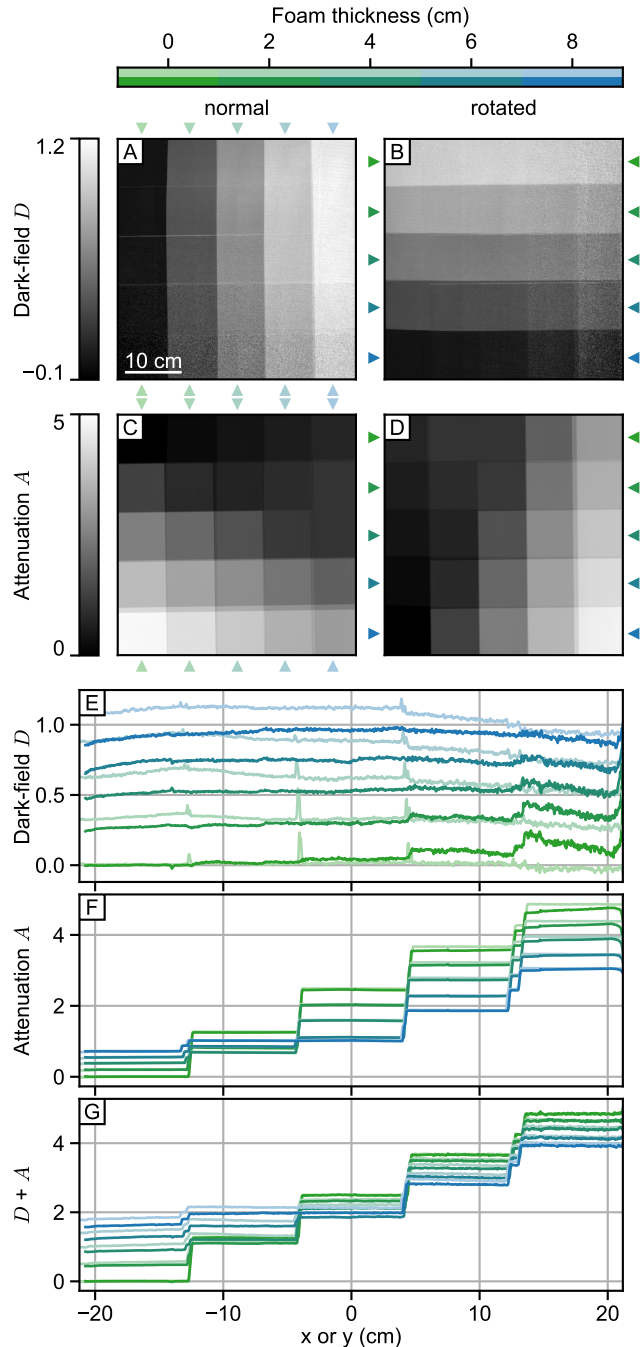 Foam thickness (cm)
0 2 4 6 8
normal rotated
1.2
Dark-field D
−0.1
A
10 cm
B
5
Attenuation A
0
C
D
E
Dark-field D
1.0
0.5
0.0
F
Attenuation A
4
2
0
G
D + A
4
2
0
−20 −10 0 10 20
x or y (cm)